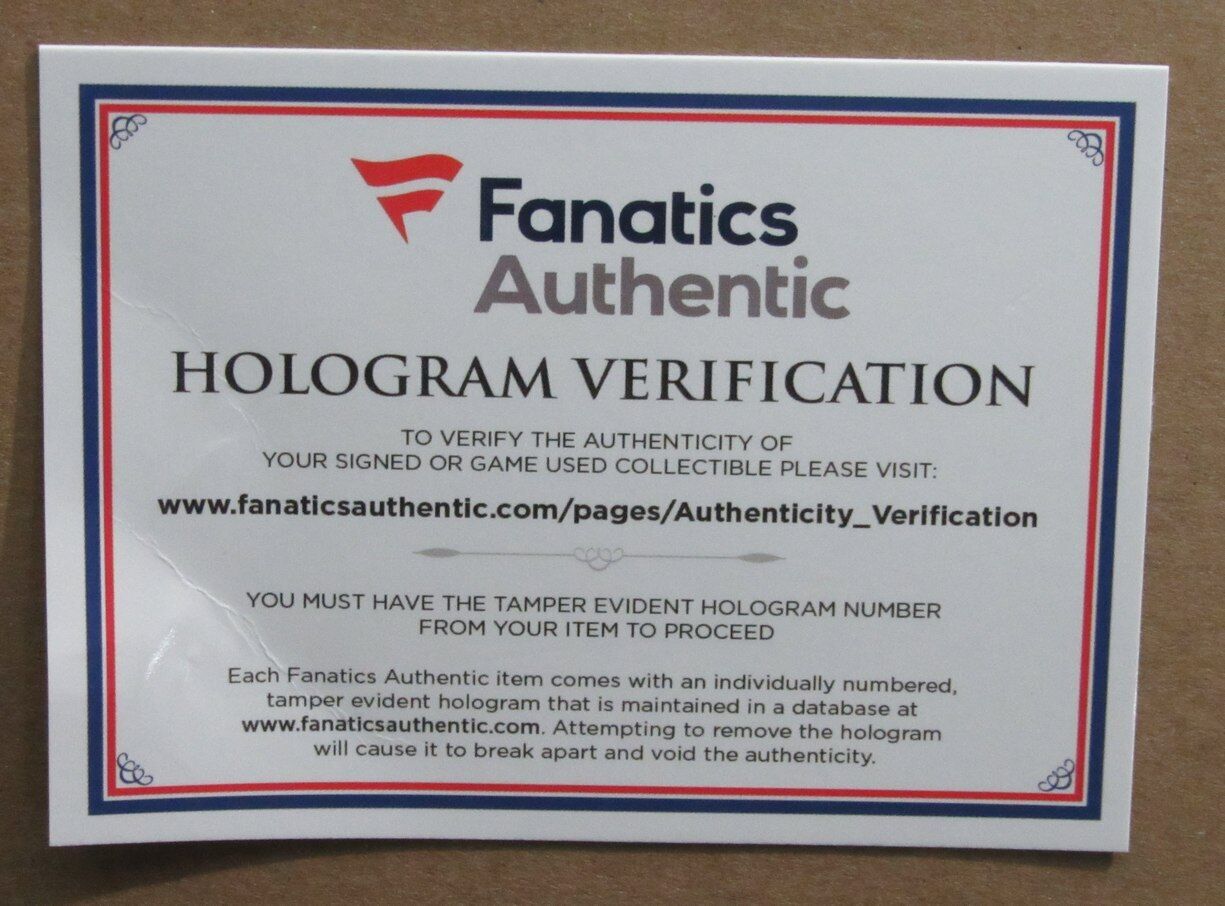 Fanatics
Authentic
HOLOGRAM VERIFICATION
TO VERIFY THE AUTHENTICITY OF
YOUR SIGNED OR GAME USED COLLECTIBLE PLEASE VISIT:
www.fanaticsauthentic.com/pages/Authenticity_Verification
YOU MUST HAVE THE TAMPER EVIDENT HOLOGRAM NUMBER
FROM YOUR ITEM TO PROCEED
Each Fanatics Authentic item comes with an individually numbered,
tamper evident hologram that is maintained in a database at
www.fanaticsauthentic.com. Attempting to remove the hologram
will cause it to break apart and void the authenticity.